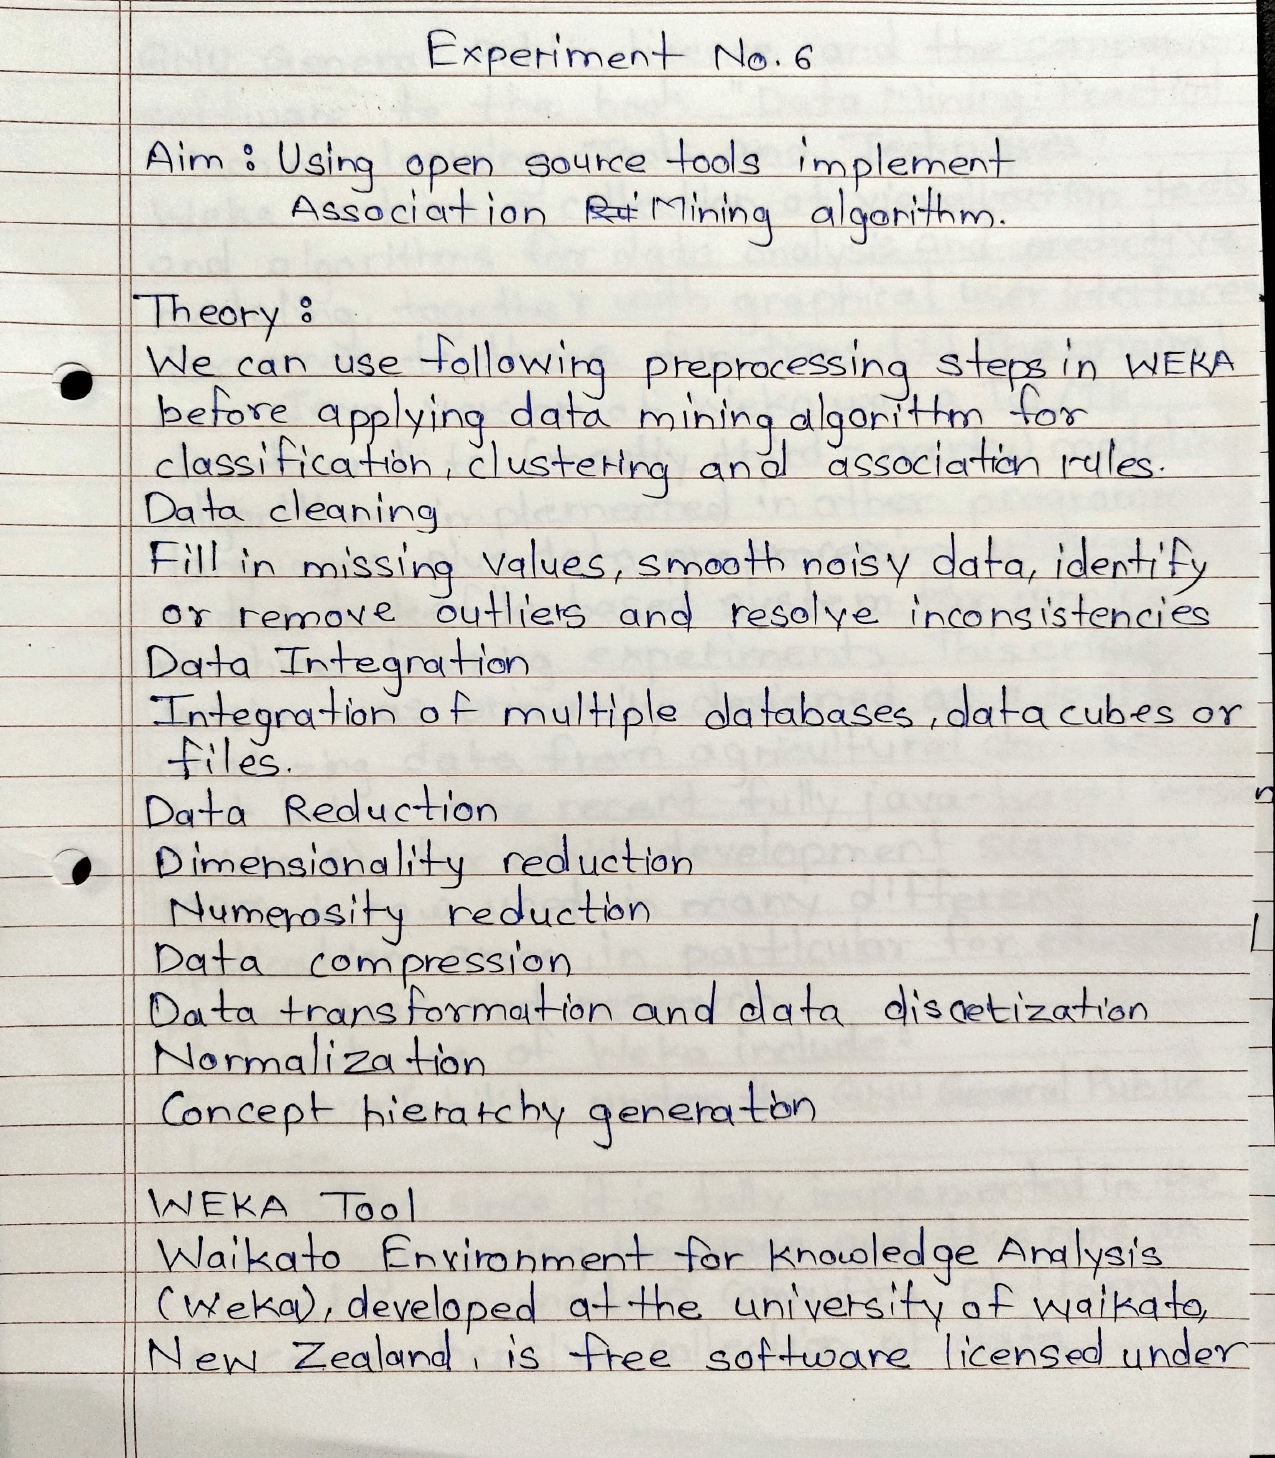 Experiment No. 6
Aim : Using open source tools implement
Association Mining algorithm.
Theory :
We can use following preprocessing steps in WEKA
before applying data mining algorithm for
classification, clustering and association rules.
Data cleaning
Fill in missing values, smooth noisy data, identify
or remove outliers and resolve inconsistencies
Data Integration
Integration of multiple databases, data cubes or
files.
Data Reduction
Dimensionality reduction
Numerosity reduction
Data compression
Data transformation and data discetization
Normalization
Concept hierarchy generation
WEKA Tool
Waikato Environment for knowledge Analysis
(Weka), developed at the university of waikato,
New Zealand, is free software licensed under